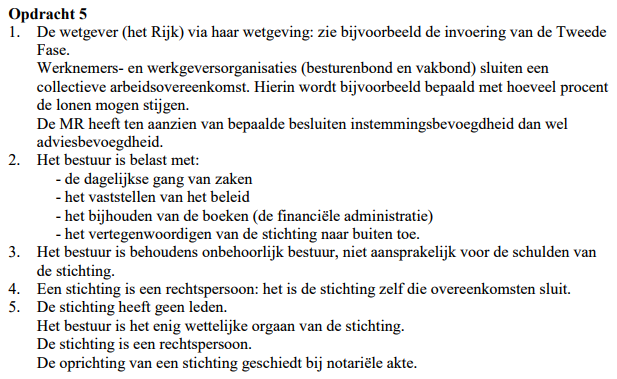 Opdracht 5
1. De wetgever (het Rijk) via haar wetgeving: zie bijvoorbeeld de invoering van de Tweede
Fase.
Werknemers- en werkgeversorganisaties (besturenbond en vakbond) sluiten een
collectieve arbeidsovereenkomst. Hierin wordt bijvoorbeeld bepaald met hoeveel procent
de lonen mogen stijgen.
De MR heeft ten aanzien van bepaalde besluiten instemmingsbevoegdheid dan wel
adviesbevoegdheid.
2. Het bestuur is belast met:
- de dagelijkse gang van zaken
- het vaststellen van het beleid
- het bijhouden van de boeken (de financiële administratie)
- het vertegenwoordigen van de stichting naar buiten toe.
3. Het bestuur is behoudens onbehoorlijk bestuur, niet aansprakelijk voor de schulden van
de stichting.
4. Een stichting is een rechtspersoon: het is de stichting zelf die overeenkomsten sluit.
5. De stichting heeft geen leden.
Het bestuur is het enig wettelijke orgaan van de stichting.
De stichting is een rechtspersoon.
De oprichting van een stichting geschiedt bij notariële akte.